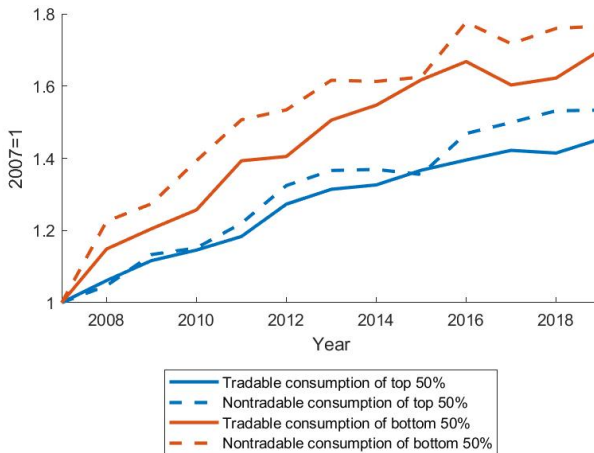 1.8
1.6
1.4
1.2
1
2007=1
2008 2010 2012 2014 2016 2018
Year
Tradable consumption of top 50%
Nontradable consumption of top 50%
Tradable consumption of bottom 50%
Nontradable consumption of bottom 50%